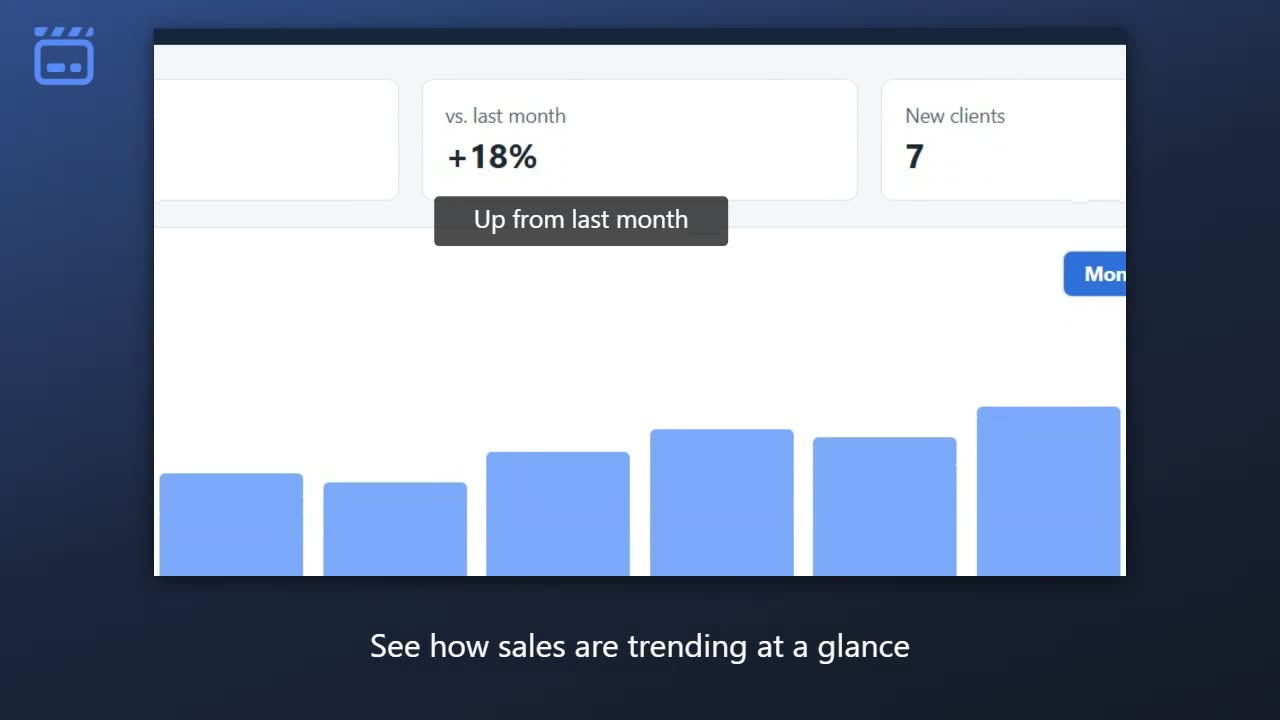 vs. last month
+18%
New clients
7
Up from last month
Mon
See how sales are trending at a glance